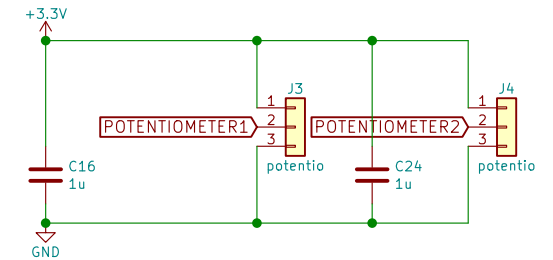 +3.3V
J3
J4
1
1
POTENTIOMETER1
2
POTENTIOMETER2
2
3
3
C16
1u
potentio
C24
1u
potentio
GND